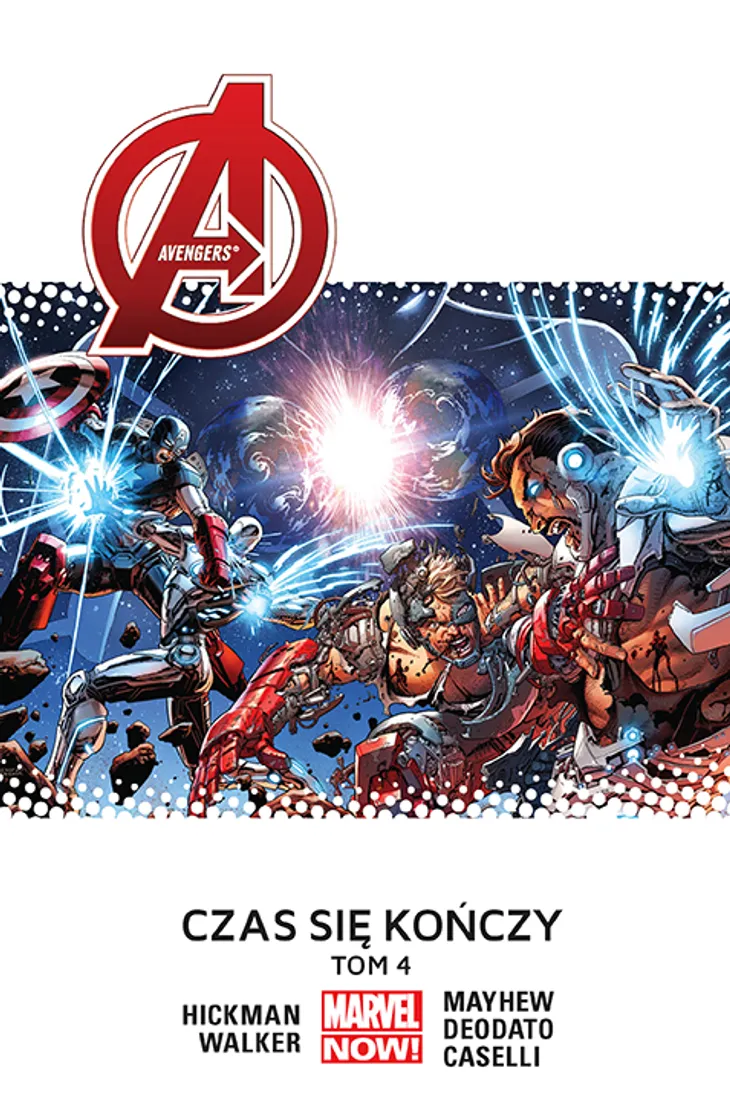 AVENGERS®
CZAS SIĘ KOŃCZY
TOM 4
HICKMAN
WALKER
MARVEL
NOW!
MAYHEW
DEODATO
CASELLI